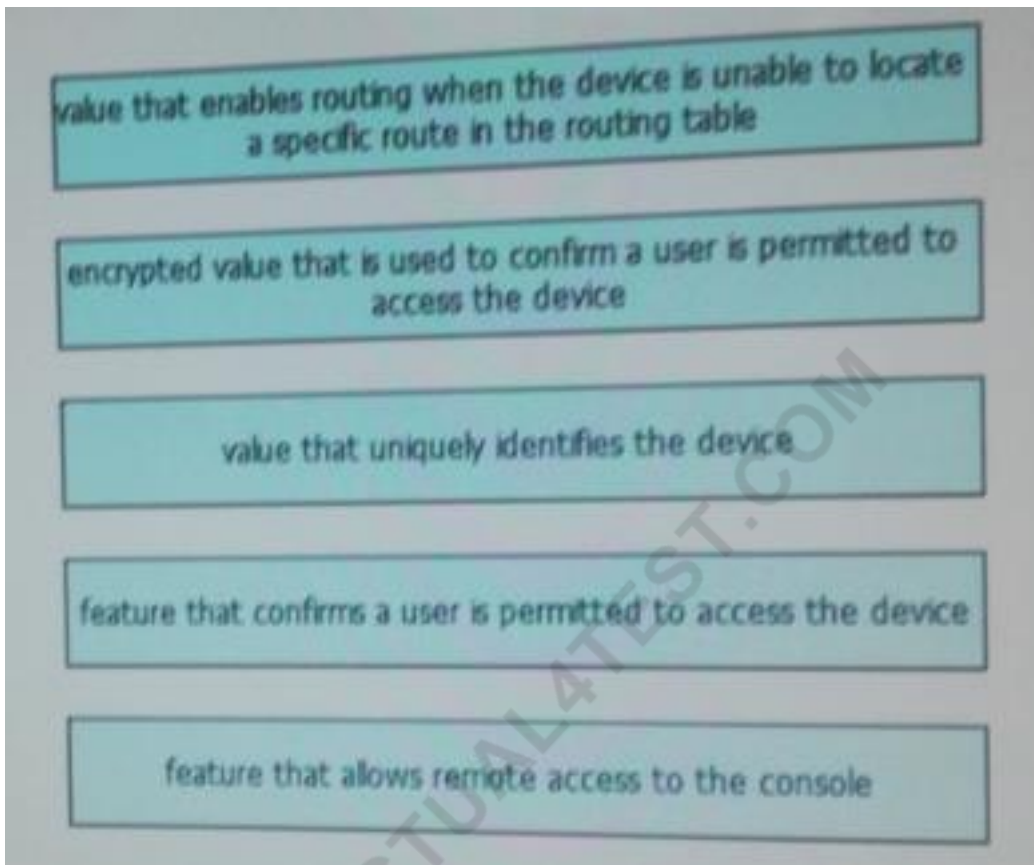 value that enables routing when the device is unable to locate
a specific route in the routing table
encrypted value that is used to confirm a user is permitted to
access the device
value that uniquely identifies the device
feature that confirms a user is permitted to access the device
feature that allows remote access to the console
CTUAL4TEST.COM